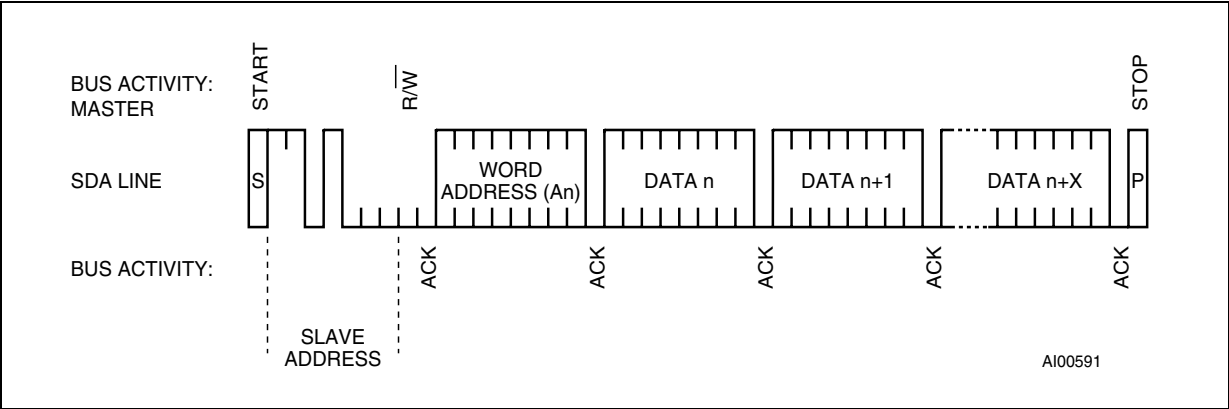 BUS ACTIVITY:
MASTER
START
R/W
STOP
SDA LINE
S
WORD
ADDRESS (An)
DATA n
DATA n+1
DATA n+X
P
BUS ACTIVITY:
ACK
ACK
ACK
ACK
ACK
SLAVE
ADDRESS
AI00591